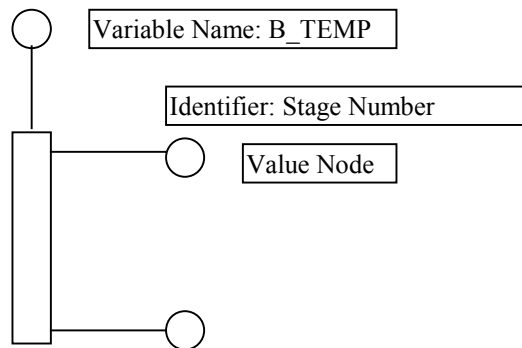 Variable Name: B_TEMP
Identifier: Stage Number
Value Node